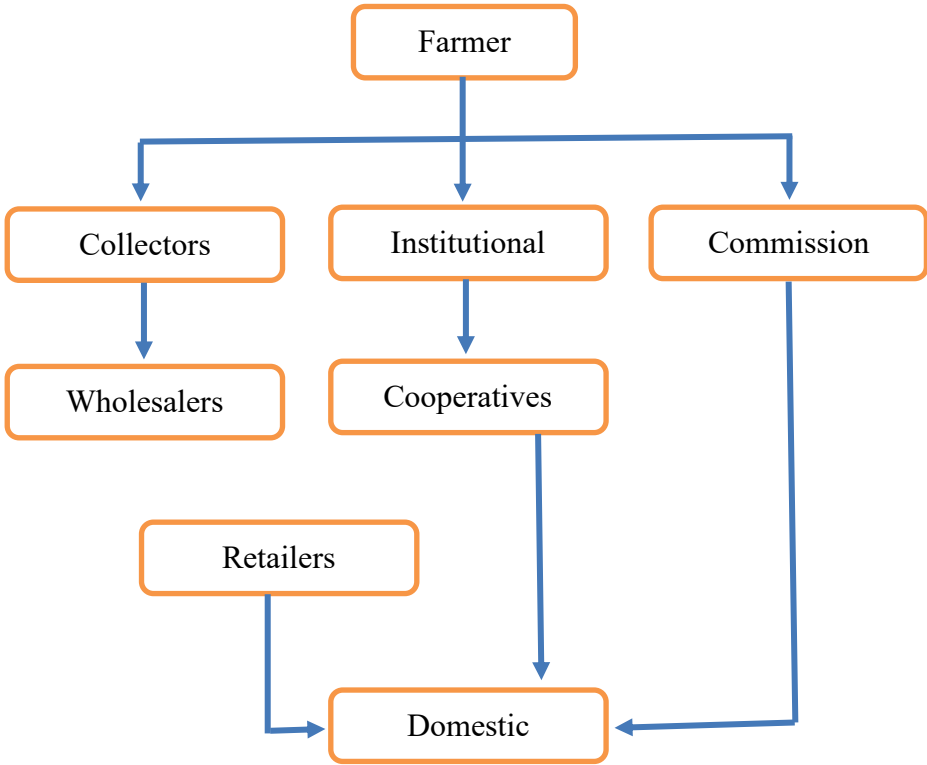 Farmer
Collectors
Institutional
Commission
Wholesalers
Cooperatives
Retailers
Domestic